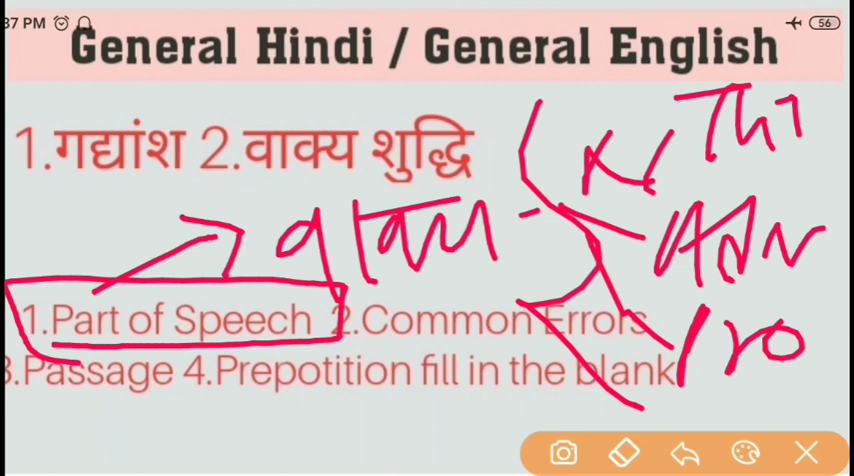 37 PM 56
General Hindi / General English
1.गद्यांश 2.वाक्य शुद्धि
वाक्य
1.Part of Speech 2.Common Errors
3.Passage 4.Prepotition fill in the blank